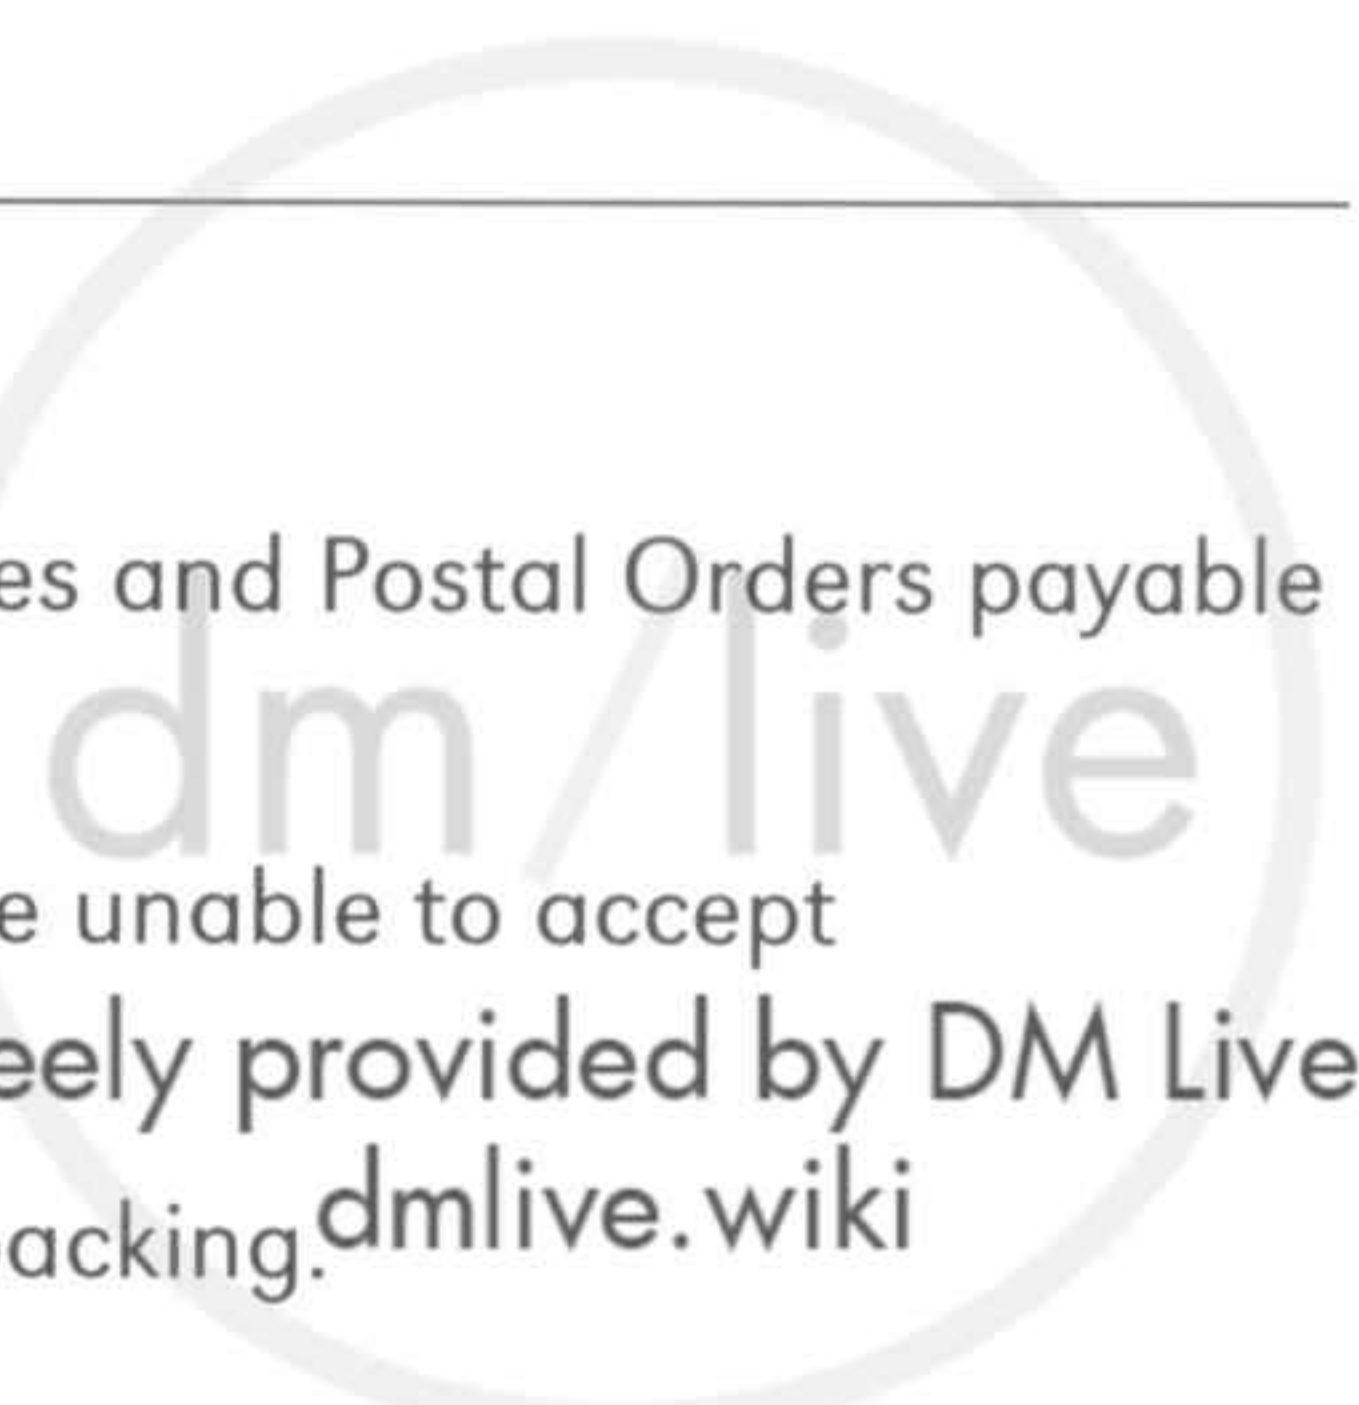 es and Postal Orders payable
dm/live
e unable to accept
eely provided by DM Live
dmlive.wiki
acking.